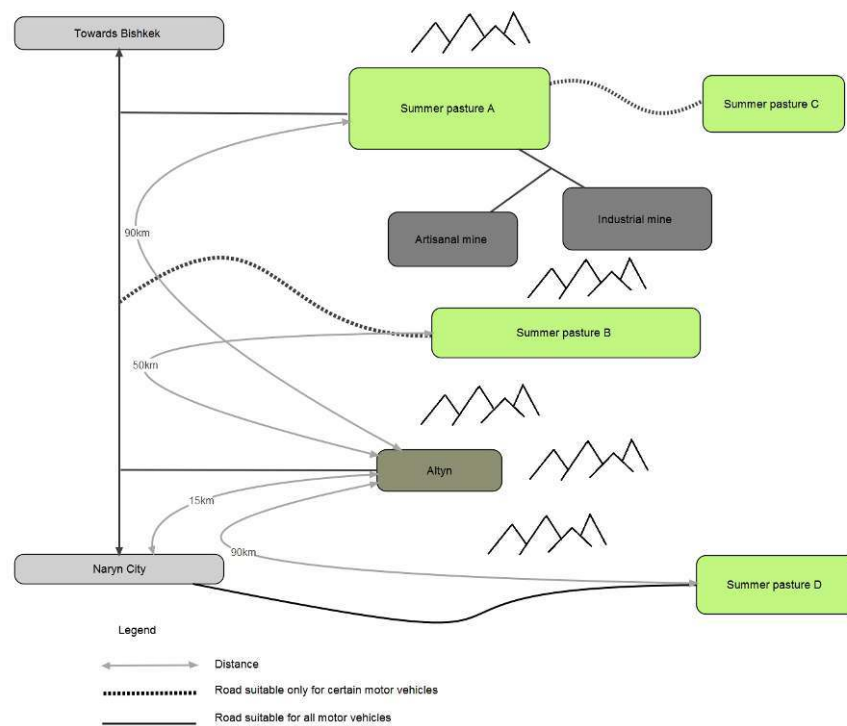 Towards Bishkek
Summer pasture A
Summer pasture C
Industrial mine
Artisanal mine
90km
Summer pasture B
50km
Altyn
15km
90km
Naryn City
Summer pasture D
Legend
Distance
Road suitable only for certain motor vehicles
Road suitable for all motor vehicles